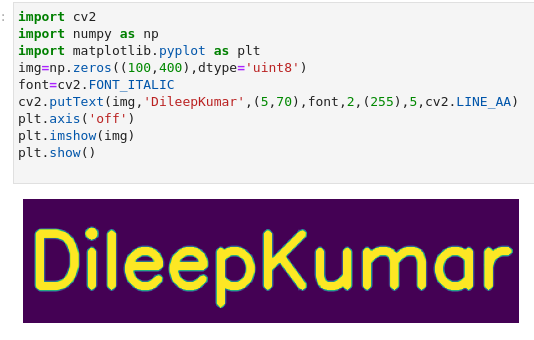 :
import cv2
import numpy as np
import matplotlib.pyplot as plt
img=np.zeros((100,400),dtype='uint8')
font=cv2.FONT_ITALIC
cv2.putText(img,'DileepKumar',(5,70),font,2,(255),5,cv2.LINE_AA)
plt.axis('off')
plt.imshow(img)
plt.show()
DileepKumar